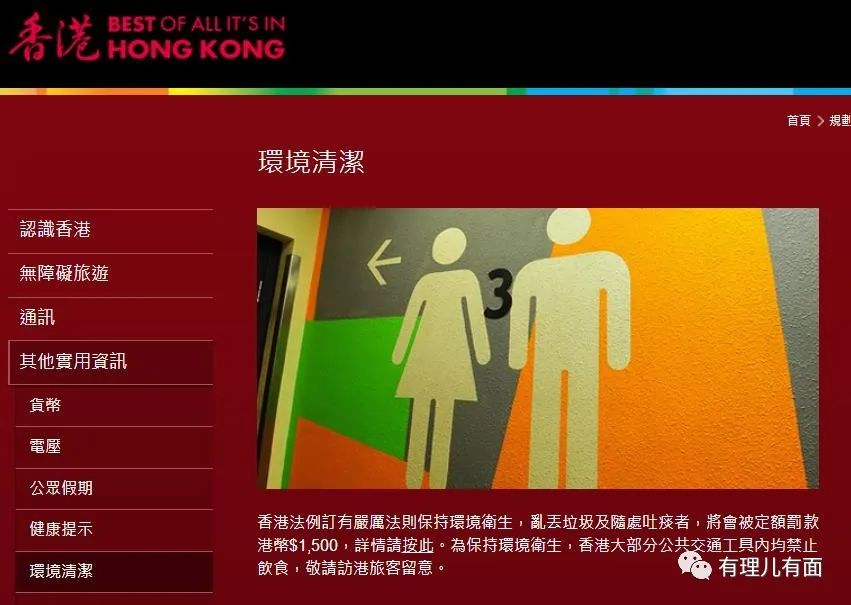 香港 BEST OF ALL IT'S IN
HONG KONG
首頁 > 規劃
環境清潔
認識香港
無障礙旅遊
通訊
其他實用資訊
貨幣
電壓
公眾假期
健康提示
環境清潔
3
香港法例訂有嚴厲法則保持環境衛生，亂丟垃圾及隨處吐痰者，將會被定額罰款
港幣$1,500，詳情請按此。為保持環境衛生，香港大部分公共交通工具內均禁止
飲食，敬請訪港旅客留意。
有理儿有面